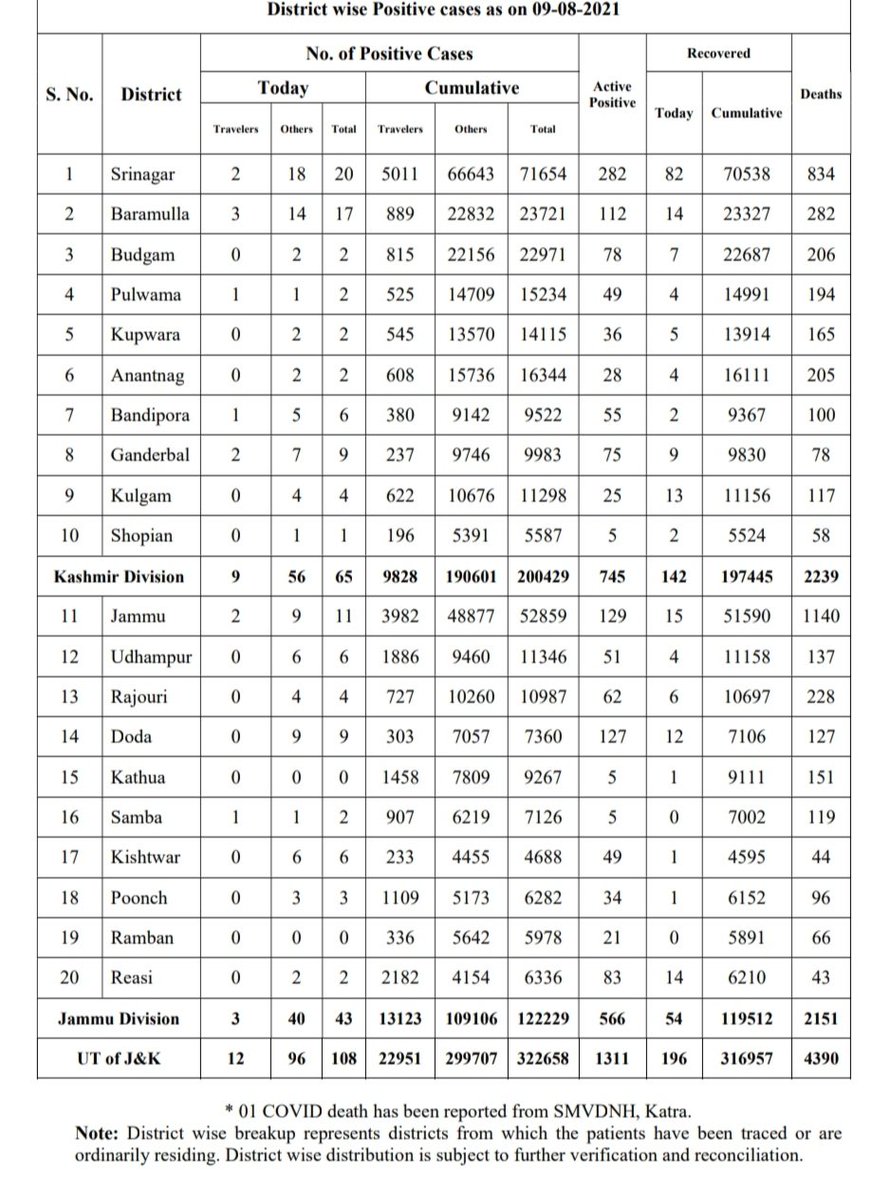 District wise Positive cases as on 09-08-2021
S. No. District No. of Positive Cases Active Positive Recovered Deaths
Today Cumulative Today Cumulative
Travelers Others Total Travelers Others Total
1 Srinagar 2 18 20 5011 66643 71654 282 82 70538 834
2 Baramulla 3 14 17 889 22832 23721 112 14 23327 282
3 Budgam 0 2 2 815 22156 22971 78 7 22687 206
4 Pulwama 1 1 2 525 14709 15234 49 4 14991 194
5 Kupwara 0 2 2 545 13570 14115 36 5 13914 165
6 Anantnag 0 2 2 608 15736 16344 28 4 16111 205
7 Bandipora 1 5 6 380 9142 9522 55 2 9367 100
8 Ganderbal 2 7 9 237 9746 9983 75 9 9830 78
9 Kulgam 0 4 4 622 10676 11298 25 13 11156 117
10 Shopian 0 1 1 196 5391 5587 5 2 5524 58
Kashmir Division 9 56 65 9828 190601 200429 745 142 197445 2239
11 Jammu 2 9 11 3982 48877 52859 129 15 51590 1140
12 Udhampur 0 6 6 1886 9460 11346 51 4 11158 137
13 Rajouri 0 4 4 727 10260 10987 62 6 10697 228
14 Doda 0 9 9 303 7057 7360 127 12 7106 127
15 Kathua 0 0 0 1458 7809 9267 5 1 9111 151
16 Samba 1 1 2 907 6219 7126 5 0 7002 119
17 Kishtwar 0 6 6 233 4455 4688 49 1 4595 44
18 Poonch 0 3 3 1109 5173 6282 34 1 6152 96
19 Ramban 0 0 0 336 5642 5978 21 0 5891 66
20 Reasi 0 2 2 2182 4154 6336 83 14 6210 43
Jammu Division 3 40 43 13123 109106 122229 566 54 119512 2151
UT of J&K 12 96 108 22951 299707 322658 1311 196 316957 4390
* 01 COVID death has been reported from SMVDNH, Katra.
Note: District wise breakup represents districts from which the patients have been traced or are
ordinarily residing. District wise distribution is subject to further verification and reconciliation.